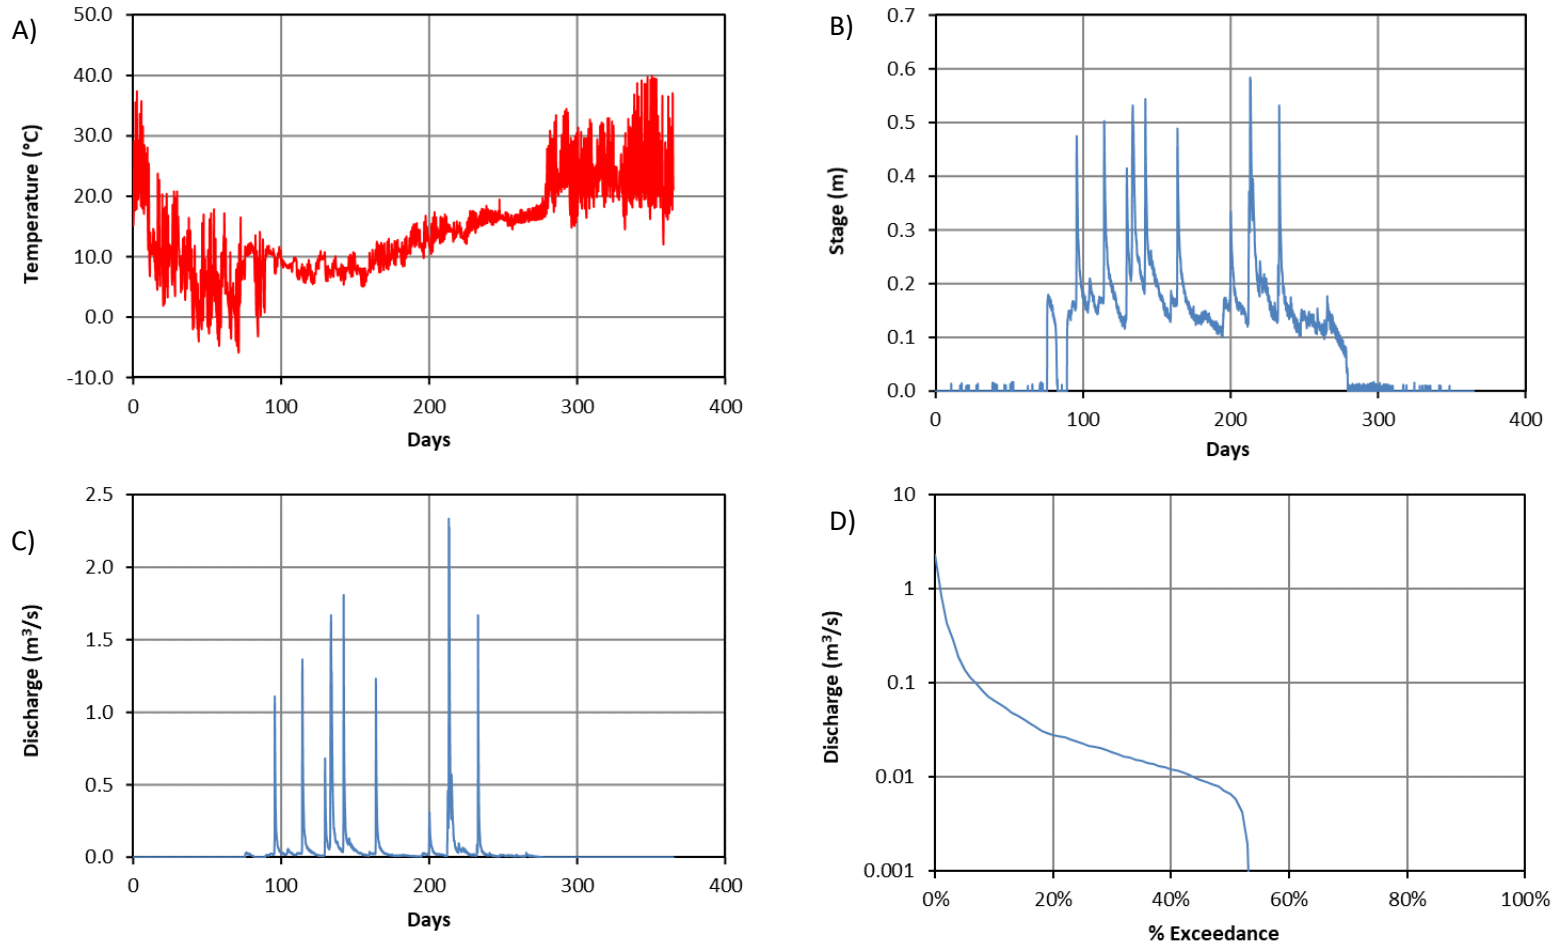 A)
50.0
40.0
30.0
20.0
10.0
0.0
-10.0
Temperature (°C)
0 100 200 300 400
Days
B)
0.7
0.6
0.5
0.4
0.3
0.2
0.1
0.0
Stage (m)
0 100 200 300 400
Days
C)
2.5
2.0
1.5
1.0
0.5
0.0
Discharge (m³/s)
0 100 200 300 400
Days
D)
10
1
0.1
0.01
0.001
Discharge (m³/s)
0% 20% 40% 60% 80% 100%
% Exceedance